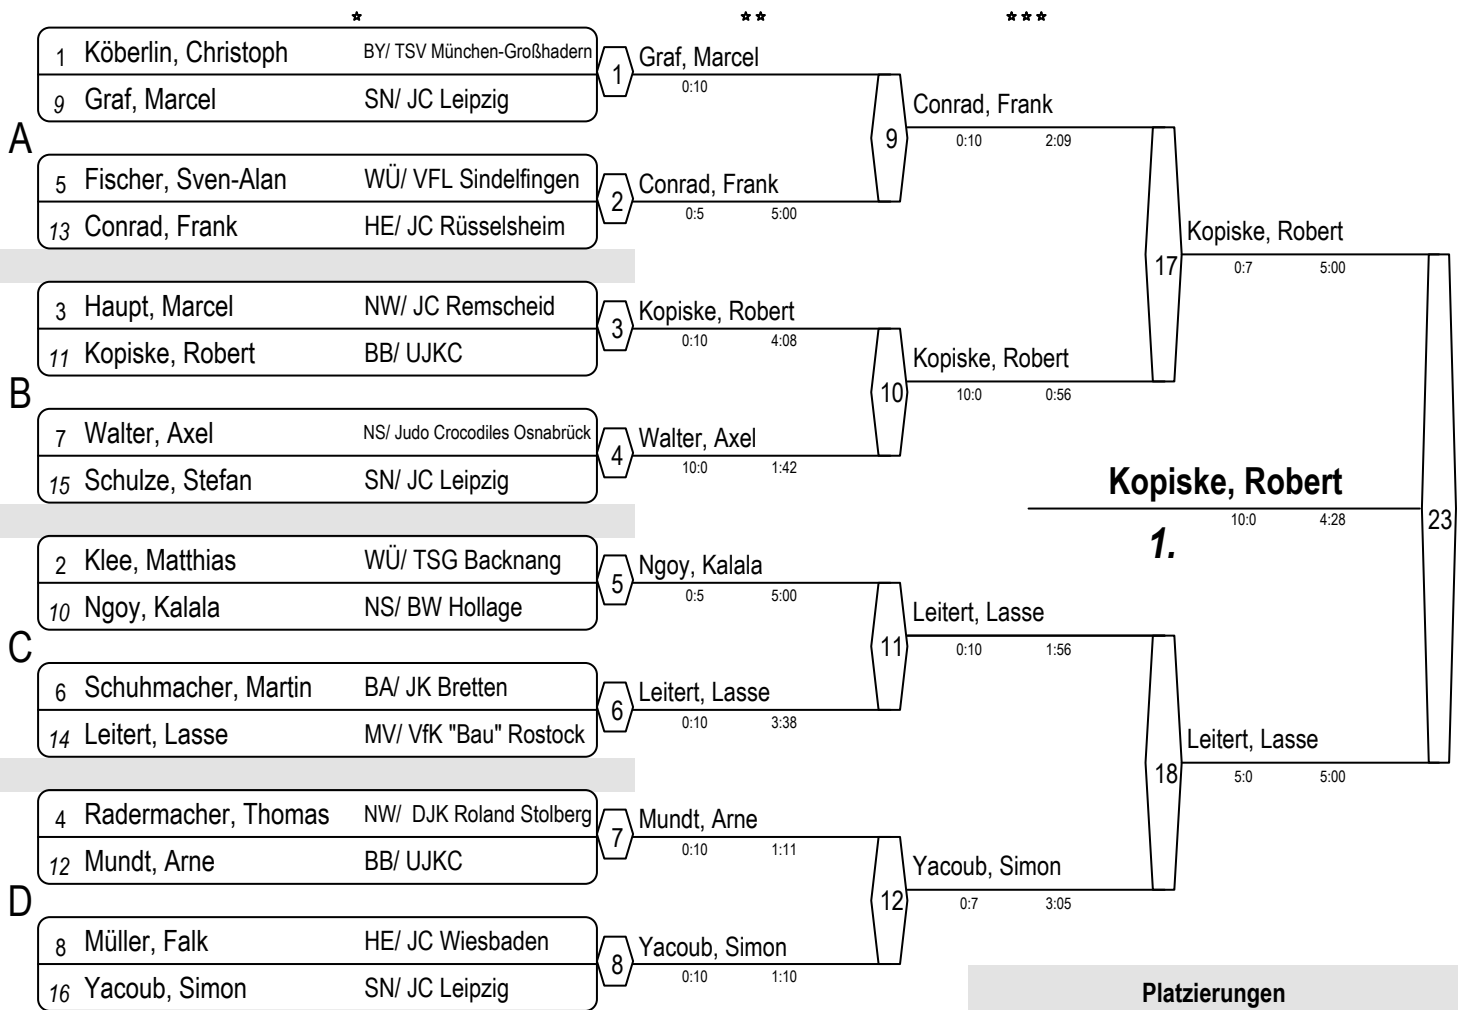 * ** ***
1 Köberlin, Christoph BY/ TSV München-Großhadern
9 Graf, Marcel SN/ JC Leipzig
1 Graf, Marcel
0:10
A
5 Fischer, Sven-Alan WÜ/ VFL Sindelfingen
13 Conrad, Frank HE/ JC Rüsselsheim
2 Conrad, Frank
0:5 5:00
9 Conrad, Frank
0:10 2:09
3 Haupt, Marcel NW/ JC Remscheid
11 Kopiske, Robert BB/ UJKC
3 Kopiske, Robert
0:10 4:08
B
7 Walter, Axel NS/ Judo Crocodiles Osnabrück
15 Schulze, Stefan SN/ JC Leipzig
4 Walter, Axel
10:0 1:42
10 Kopiske, Robert
10:0 0:56
17 Kopiske, Robert
0:7 5:00
2 Klee, Matthias WÜ/ TSG Backnang
10 Ngoy, Kalala NS/ BW Hollage
5 Ngoy, Kalala
0:5 5:00
C
6 Schuhmacher, Martin BA/ JK Bretten
14 Leitert, Lasse MV/ VfK "Bau" Rostock
6 Leitert, Lasse
0:10 3:38
11 Leitert, Lasse
0:10 1:56
4 Radermacher, Thomas NW/ DJK Roland Stolberg
12 Mundt, Arne BB/ UJKC
7 Mundt, Arne
0:10 1:11
D
8 Müller, Falk HE/ JC Wiesbaden
16 Yacoub, Simon SN/ JC Leipzig
8 Yacoub, Simon
0:10 1:10
12 Yacoub, Simon
0:7 3:05
18 Leitert, Lasse
5:0 5:00
Kopiske, Robert
10:0 4:28
23
1.
Platzierungen